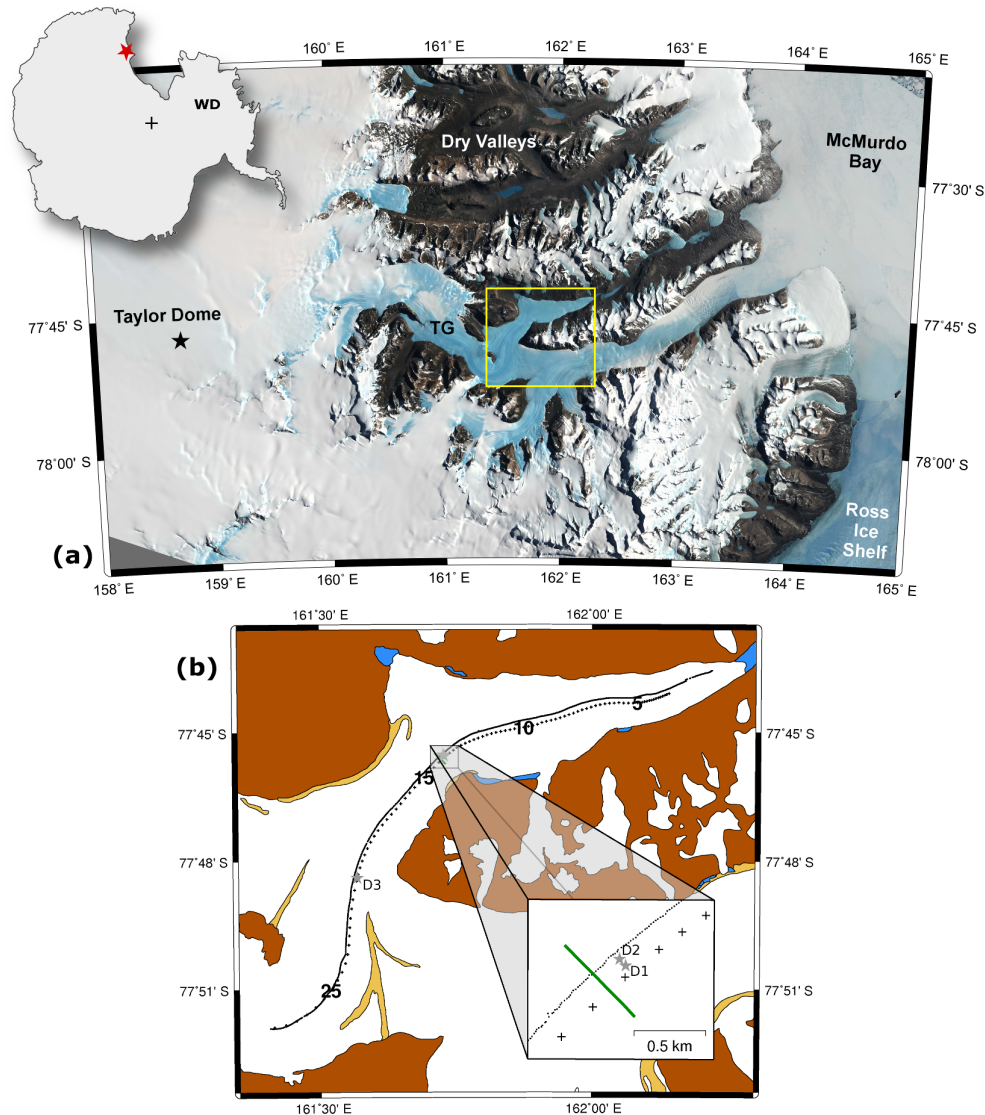 160° E
161° E
162° E
163° E
164° E
165° E
WD
Dry Valleys
McMurdo
Bay
77°30' S
Taylor Dome
77°45' S
TG
77°45' S
78°00' S
78°00' S
Ross
Ice
Shelf
(a)
158° E
159° E
160° E
161° E
162° E
163° E
164° E
165° E
161°30' E
162°00' E
(b)
5
10
77°45' S
77°45' S
15
77°48' S
77°48' S
D3
D2
D1
25
77°51' S
77°51' S
0.5 km
161°30' E
162°00' E